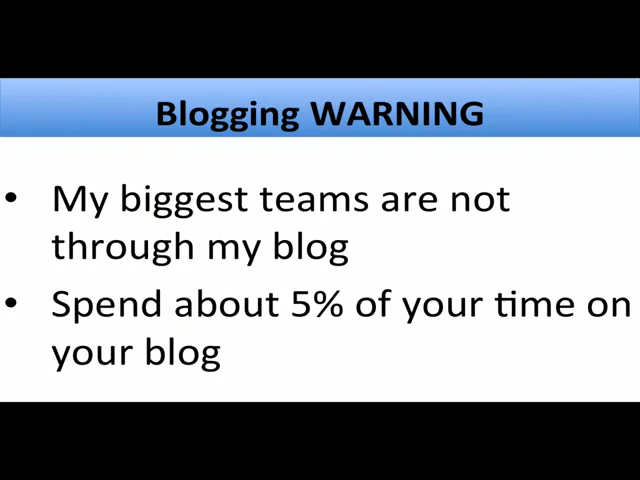 Blogging WARNING
• My biggest teams are not
through my blog
• Spend about 5% of your time on
your blog